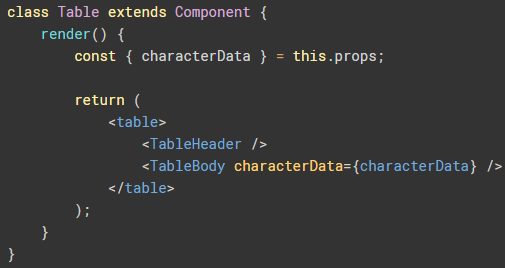 class Table extends Component {
    render() {
        const { characterData } = this.props;

        return (
            <table>
                <TableHeader />
                <TableBody characterData={characterData} />
            </table>
        );
    }
}